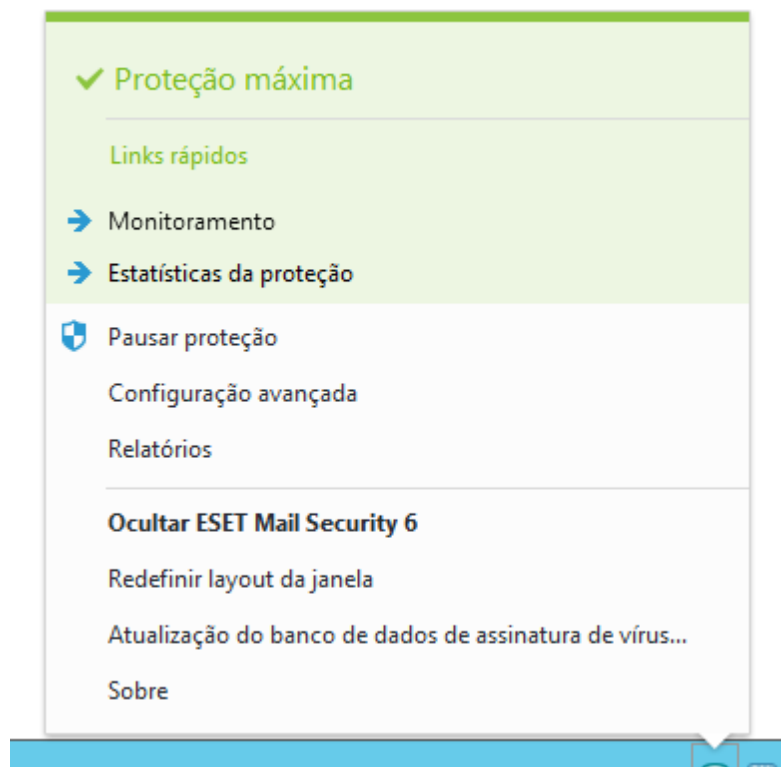 Proteção máxima
Links rápidos
Monitoramento
Estatísticas da proteção
Pausar proteção
Configuração avançada
Relatórios
Ocultar ESET Mail Security 6
Redefinir layout da janela
Atualização do banco de dados de assinatura de vírus...
Sobre